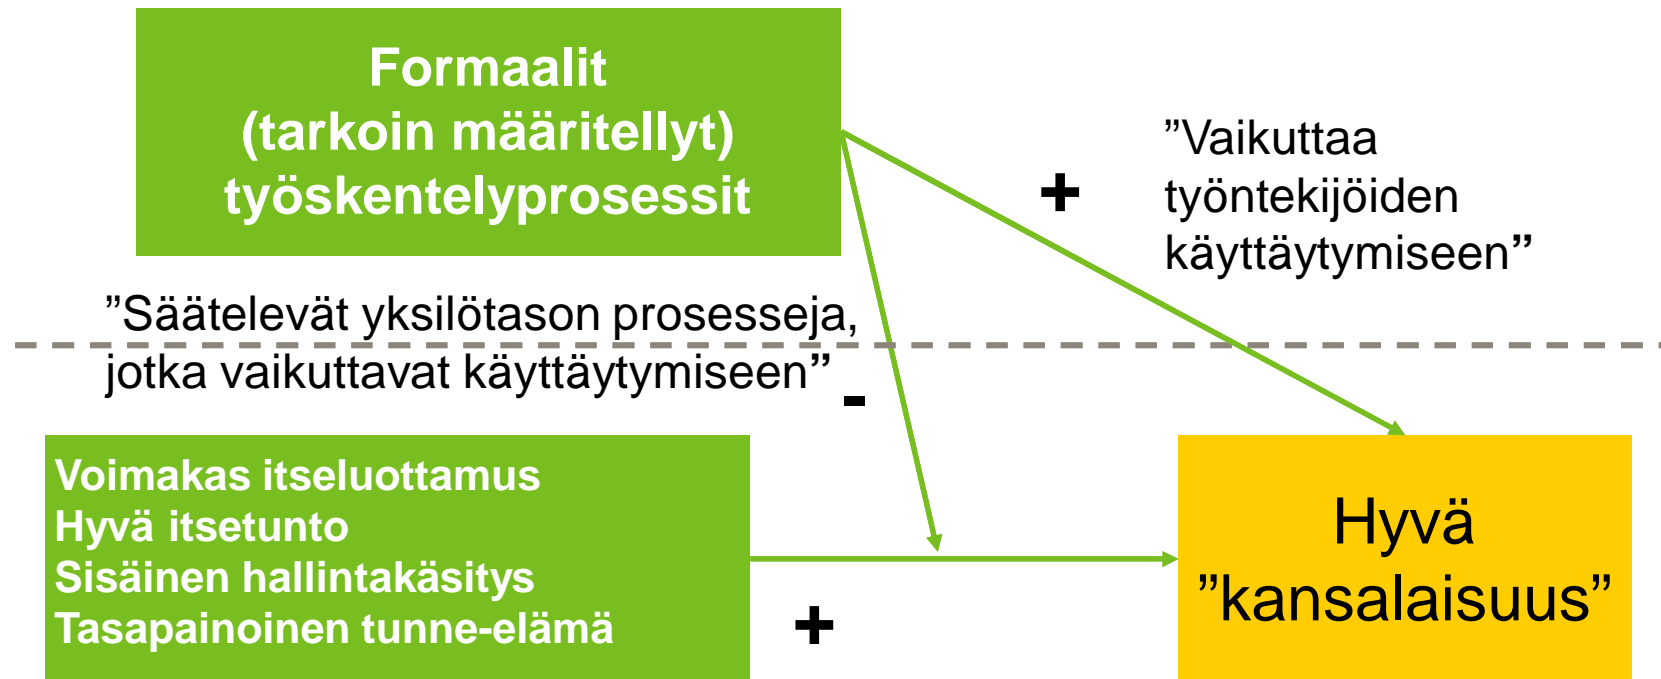 Formaalit
(tarkoin määritellyt)
työskentelyprosessit
”Vaikuttaa
työntekijöiden
käyttäytymiseen”
+
”Säätelevät yksilötason prosesseja,
jotka vaikuttavat käyttäytymiseen”
-
Voimakas itseluottamus
Hyvä itsetunto
Sisäinen hallintakäsitys
Tasapainoinen tunne-elämä
+
Hyvä
”kansalaisuus”